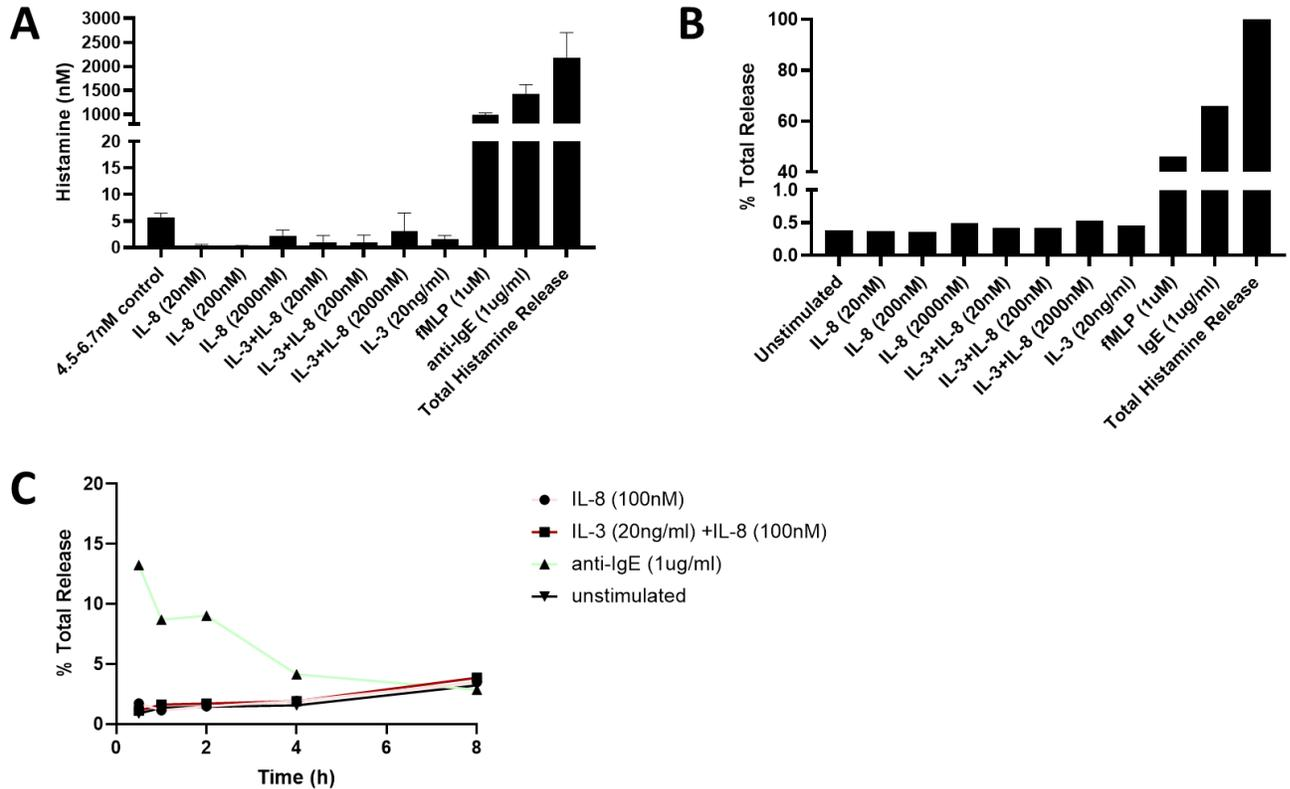 A
3000
2500
2000
1500
1000
20
15
10
5
0
Histamine (nM)
4.5-6.7nM control
IL-8 (20nM)
IL-8 (200nM)
IL-8 (2000nM)
IL-3+IL-8 (20nM)
IL-3+IL-8 (200nM)
IL-3+IL-8 (2000nM)
IL-3 (20ng/ml)
fMLP (1uM)
anti-IgE (1ug/ml)
Total Histamine Release
B
100
80
60
40
1.0
0.5
0.0
% Total Release
Unstimulated
IL-8 (20nM)
IL-8 (200nM)
IL-8 (2000nM)
IL-3+IL-8 (20nM)
IL-3+IL-8 (200nM)
IL-3+IL-8 (2000nM)
IL-3 (20ng/ml)
fMLP (1uM)
IgE (1ug/ml)
Total Histamine Release
C
20
15
10
5
0
% Total Release
0 2 4 6 8
Time (h)
IL-8 (100nM)
IL-3 (20ng/ml) +IL-8 (100nM)
anti-IgE (1ug/ml)
unstimulated